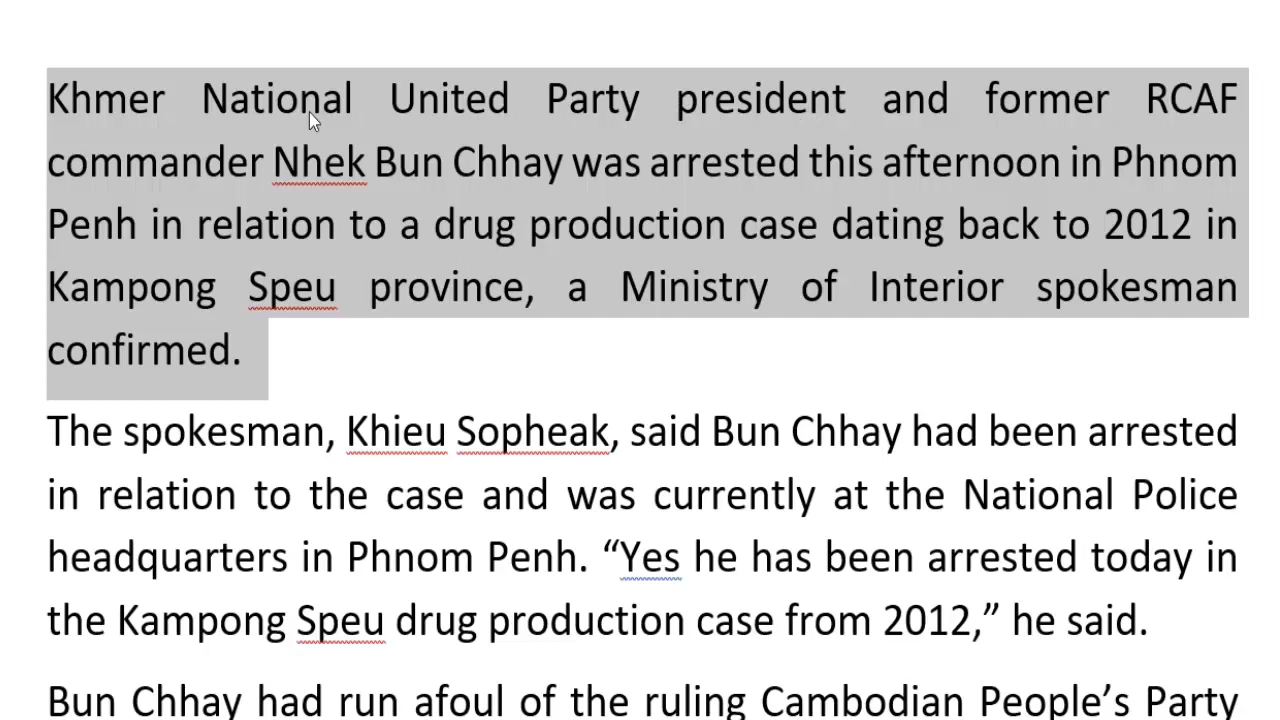 Khmer National United Party president and former RCAF
commander Nhek Bun Chhay was arrested this afternoon in Phnom
Penh in relation to a drug production case dating back to 2012 in
Kampong Speu province, a Ministry of Interior spokesman
confirmed.
The spokesman, Khieu Sopheak, said Bun Chhay had been arrested
in relation to the case and was currently at the National Police
headquarters in Phnom Penh. “Yes he has been arrested today in
the Kampong Speu drug production case from 2012,” he said.
Bun Chhay had run afoul of the ruling Cambodian People’s Party